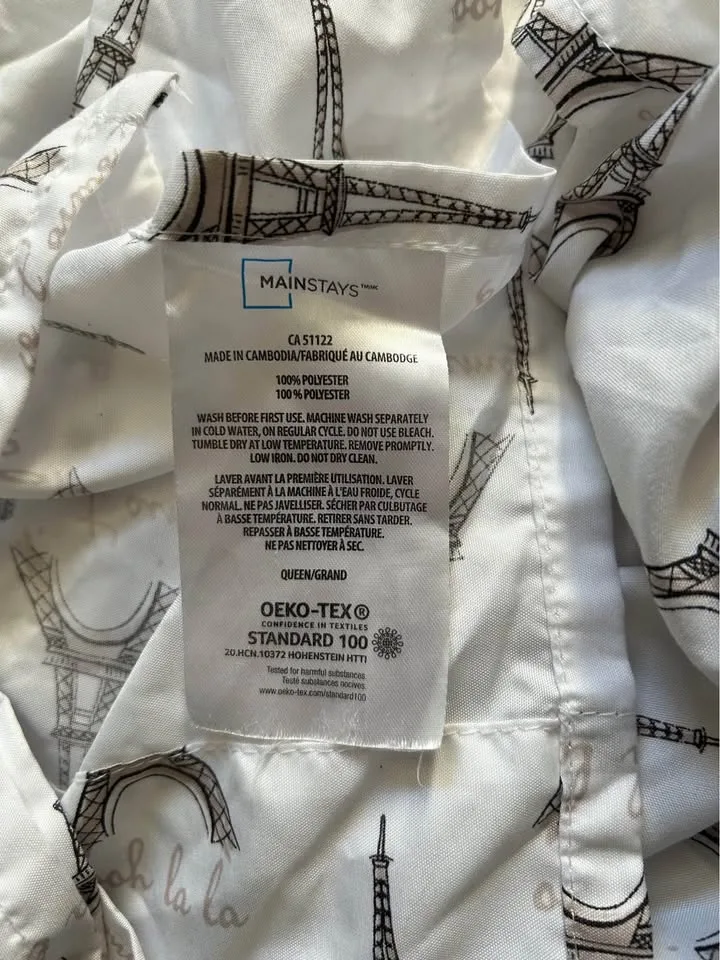 MAINSTAYS
CA 51122
MADE IN CAMBODIA/FABRIQUÉ AU CAMBODGE
100% POLYESTER
100 % POLYESTER
WASH BEFORE FIRST USE. MACHINE WASH SEPARATELY
IN COLD WATER, ON REGULAR CYCLE. DO NOT USE BLEACH.
TUMBLE DRY AT LOW TEMPERATURE. REMOVE PROMPTLY.
LOW IRON. DO NOT DRY CLEAN.
LAVER AVANT LA PREMIÈRE UTILISATION. LAVER
SÉPARÉMENT À LA MACHINE À L'EAU FROIDE, CYCLE
NORMAL. NE PAS JAVELLISER. SÉCHER PAR CULBUTAGE
À BASSE TEMPÉRATURE. RETIRER SANS TARDER.
REPASSER À BASSE TEMPÉRATURE.
NE PAS NETTOYER À SEC.
QUEEN/GRAND
OEKO-TEX®
CONFIDENCE IN TEXTILES
STANDARD 100
20.HCN.10372 HOHENSTEIN HTTI
Tested for harmful substances
Testé substances nocives
www.oeko-tex.com/standard100
ooh la la